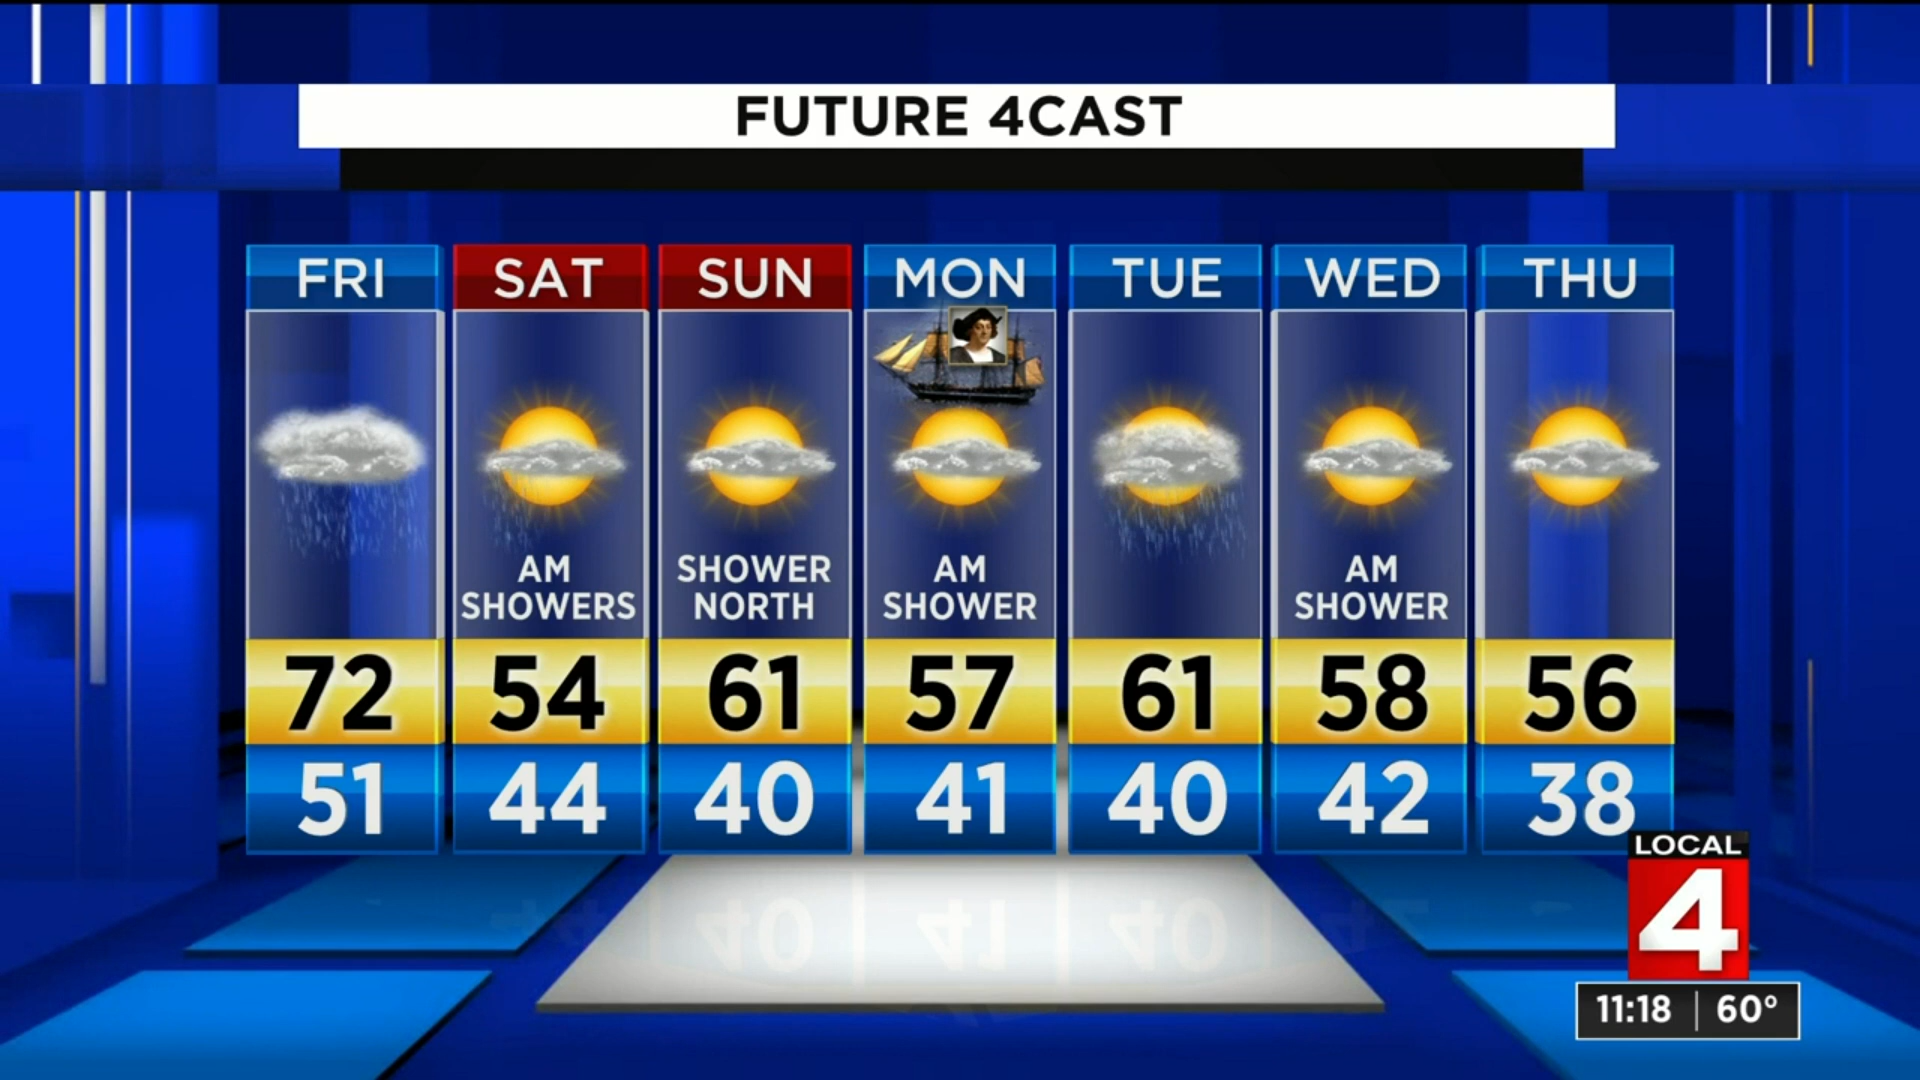 FUTURE 4CAST
FRI SAT SUN MON TUE WED THU
AM SHOWER AM AM
SHOWERS NORTH SHOWER SHOWER
72 54 61 57 61 58 56
51 44 40 41 40 42 38
LOCAL
4
11:18 60°